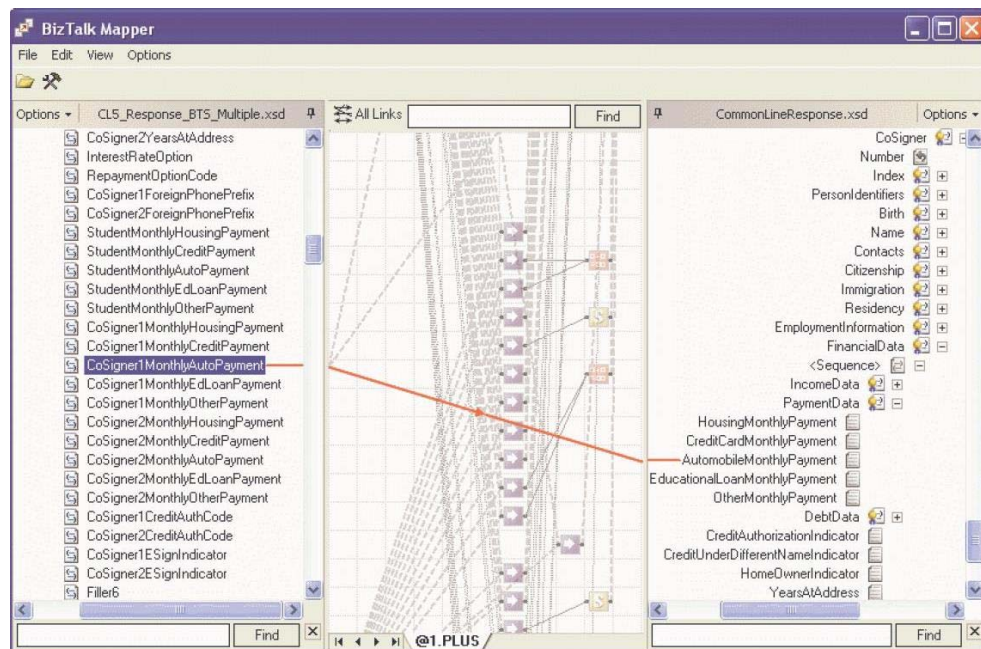 BizTalk Mapper
File Edit View Options
Options CL5_Response_BTS_Multiple.xsd
CoSigner2YearsAtAddress
InterestRateOption
RepaymentOptionCode
CoSigner1ForeignPhonePrefix
CoSigner2ForeignPhonePrefix
StudentMonthlyHousingPayment
StudentMonthlyCreditPayment
StudentMonthlyAutoPayment
StudentMonthlyEdLoanPayment
StudentMonthlyOtherPayment
CoSigner1MonthlyHousingPayment
CoSigner1MonthlyCreditPayment
CoSigner1MonthlyAutoPayment
CoSigner1MonthlyEdLoanPayment
CoSigner1MonthlyOtherPayment
CoSigner2MonthlyHousingPayment
CoSigner2MonthlyCreditPayment
CoSigner2MonthlyAutoPayment
CoSigner2MonthlyEdLoanPayment
CoSigner2MonthlyOtherPayment
CoSigner1CreditAuthCode
CoSigner2CreditAuthCode
CoSigner1ESignIndicator
CoSigner2ESignIndicator
Filler6
Find
All Links Find
@1.PLUS
CommonLineResponse.xsd Options
CoSigner
Number
Index
PersonIdentifiers
Birth
Name
Contacts
Citizenship
Immigration
Residency
EmploymentInformation
FinancialData
<Sequence>
IncomeData
PaymentData
HousingMonthlyPayment
CreditCardMonthlyPayment
AutomobileMonthlyPayment
EducationalLoanMonthlyPayment
OtherMonthlyPayment
DebtData
CreditAuthorizationIndicator
CreditUnderDifferentNameIndicator
HomeOwnerIndicator
YearsAtAddress
Find